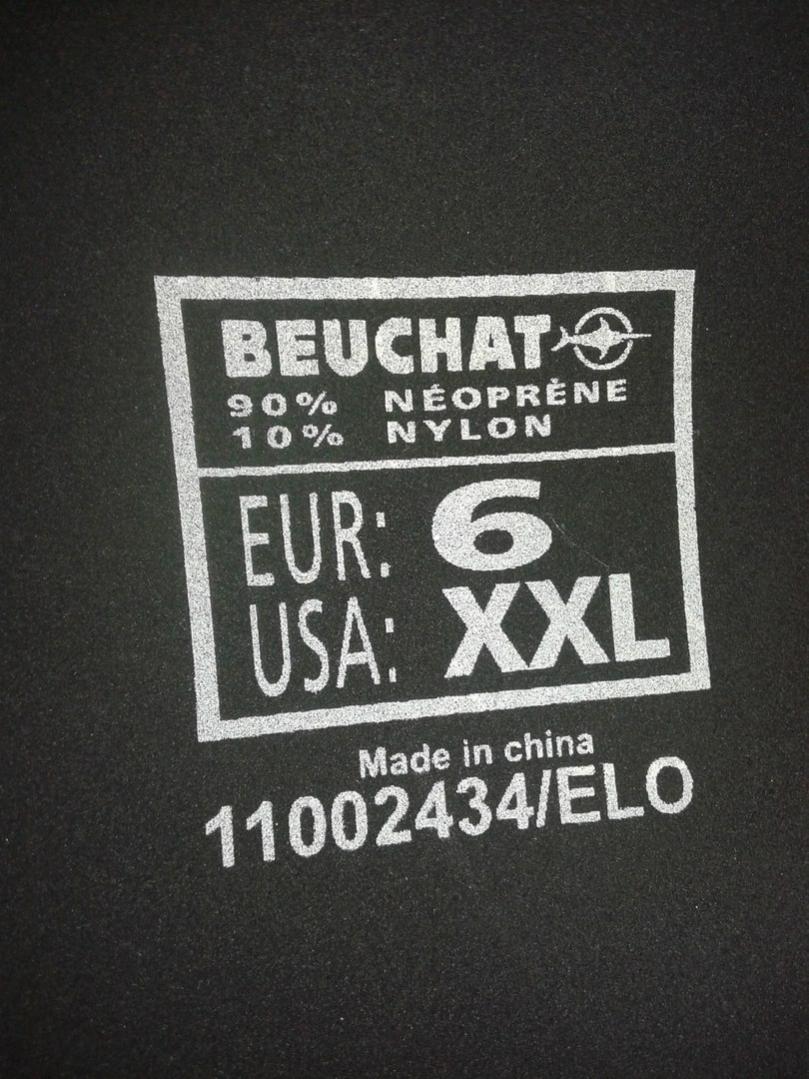 BEUCHAT
90% NÉOPRÈNE
10% NYLON
EUR: 6
USA: XXL
Made in china
11002434/ELO